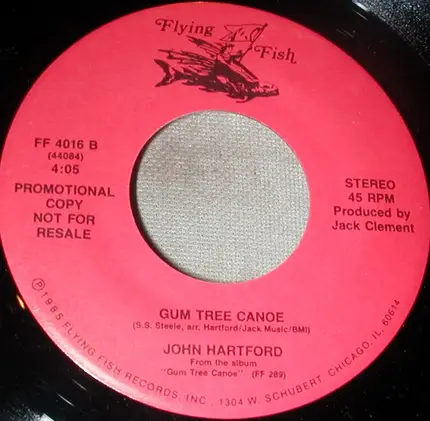 Flying
Fish
FF 4016 B
(44084)
4:05
PROMOTIONAL
COPY
NOT FOR
RESALE
STEREO
45 RPM
Produced by
Jack Clement
GUM TREE CANOE
(S.S. Steele, arr. Hartford/Jack Music/BMI)
JOHN HARTFORD
From the album
"Gum Tree Canoe" (FF 289)
Ⓟ 1985 FLYING FISH RECORDS, INC., 1304 W. SCHUBERT, CHICAGO, IL. 60614